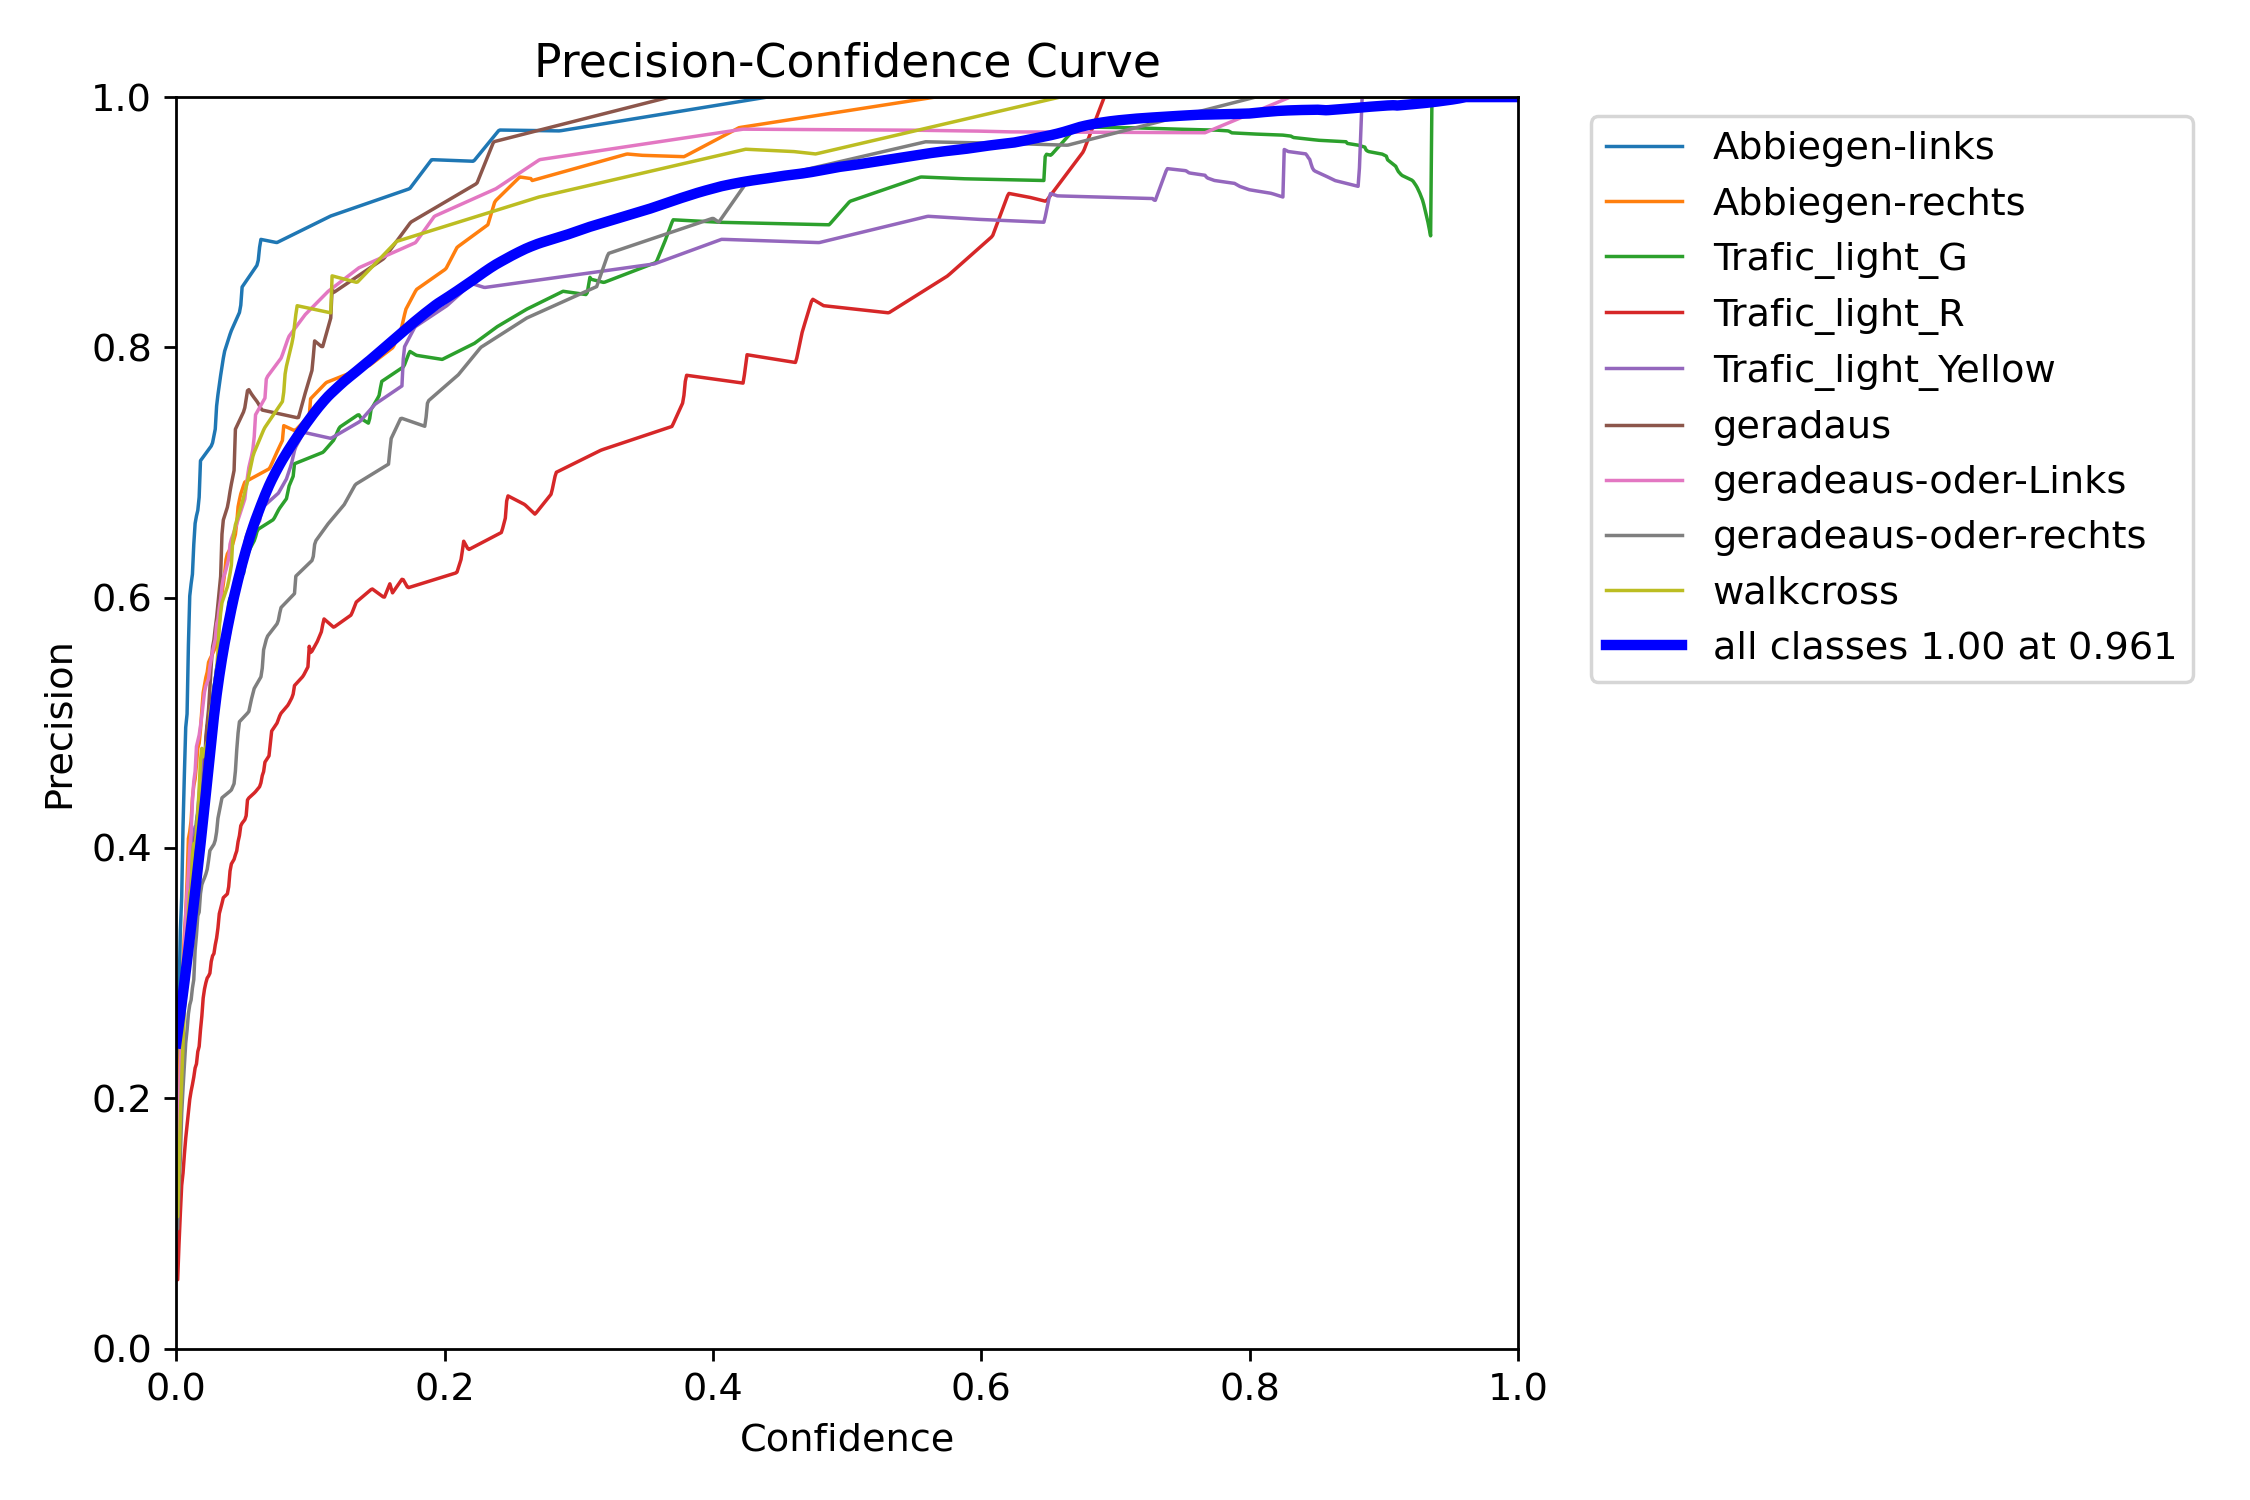 Precision-Confidence Curve
1.0
0.8
0.6
0.4
0.2
0.0
Precision
0.0 0.2 0.4 0.6 0.8 1.0
Confidence
Abbiegen-links
Abbiegen-rechts
Trafic_light_G
Trafic_light_R
Trafic_light_Yellow
geradaus
geradeaus-oder-Links
geradeaus-oder-rechts
walkcross
all classes 1.00 at 0.961